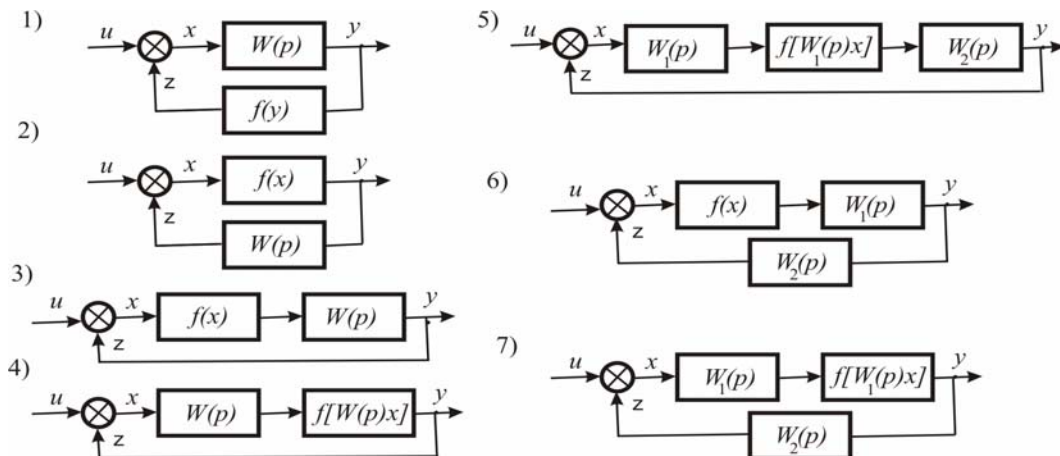 1)
u x W(p) y
z
f(y)
2)
u x f(x) y
z
W(p)
3)
u x f(x) W(p) y
z
4)
u x W(p) f[W(p)x] y
z
5)
u x W₁(p) f[W₁(p)x] W₂(p) y
z
6)
u x f(x) W₁(p) y
z
W₂(p)
7)
u x W₁(p) f[W₁(p)x] y
z
W₂(p)